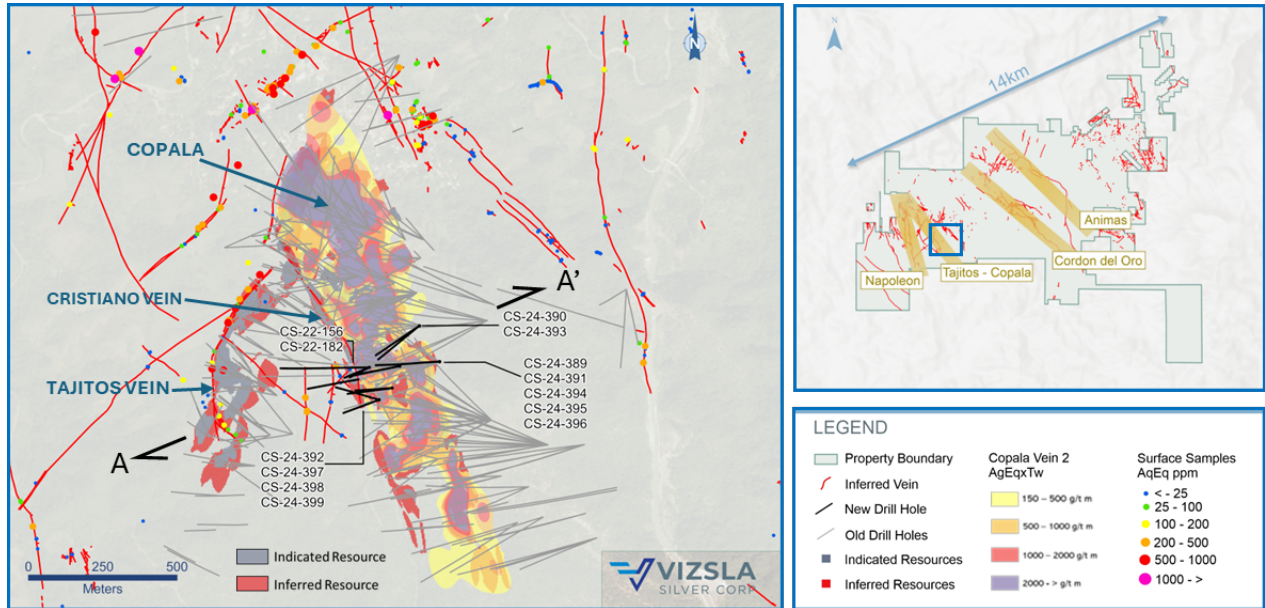 N
COPALA
A'
CRISTIANO VEIN
CS-22-156
CS-22-182
CS-24-390
CS-24-393
CS-24-389
CS-24-391
CS-24-394
CS-24-395
CS-24-396
TAJITOS VEIN
A
CS-24-392
CS-24-397
CS-24-398
CS-24-399
0 250 500
Meters
Indicated Resource
Inferred Resource
VIZSLA
SILVER CORP
N
14km
Animas
Cordon del Oro
Tajitos - Copala
Napoleon
LEGEND
Property Boundary
Inferred Vein
New Drill Hole
Old Drill Holes
Indicated Resources
Inferred Resources
Copala Vein 2
AgEqxTw
150 – 500 g/t m
500 – 1000 g/t m
1000 – 2000 g/t m
2000 - > g/t m
Surface Samples
AqEq ppm
< - 25
25 - 100
100 - 200
200 - 500
500 - 1000
1000 - >